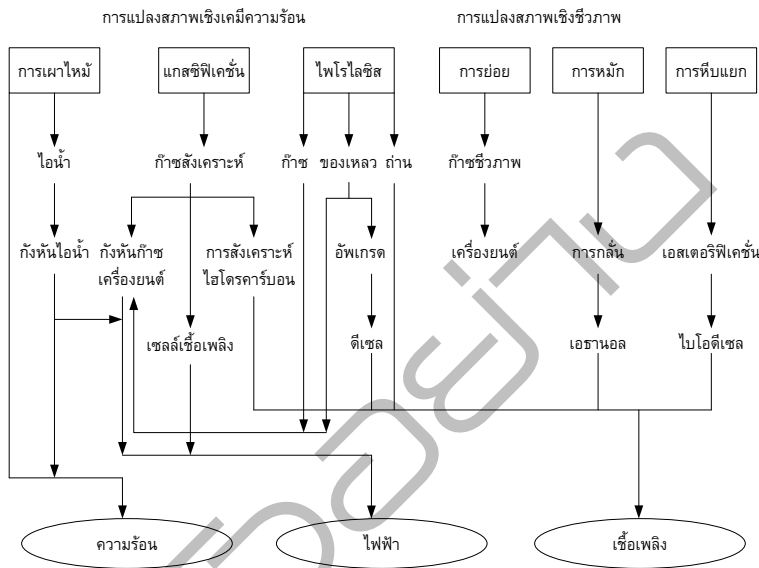 การแปลงสภาพเชิงเคมีความร้อน การแปลงสภาพเชิงชีวภาพ
การเผาไหม้ แกสซิฟิเคชั่น ไพโรไลซิส การย่อย การหมัก การหีบแยก
ไอน้ำ ก๊าซสังเคราะห์ ก๊าซ ของเหลว ถ่าน ก๊าซชีวภาพ
กังหันไอน้ำ กังหันก๊าซ การสังเคราะห์ อัพเกรด เครื่องยนต์ การกลั่น เอสเตอริฟิเคชั่น
เครื่องยนต์ ไฮโดรคาร์บอน
เซลล์เชื้อเพลิง ดีเซล เอธานอล ไบโอดีเซล
ความร้อน ไฟฟ้า เชื้อเพลิง